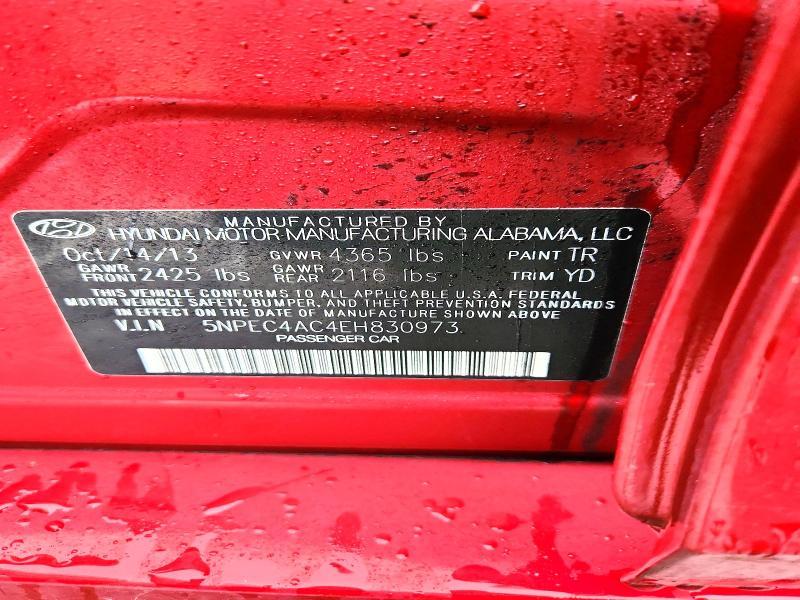 MANUFACTURED BY
HYUNDAI MOTOR MANUFACTURING ALABAMA, LLC
Oct/14/13 GVWR 4365 lbs PAINT TR
GAWR FRONT 2425 lbs GAWR REAR 2116 lbs TRIM YD
THIS VEHICLE CONFORMS TO ALL APPLICABLE U.S.A. FEDERAL
MOTOR VEHICLE SAFETY, BUMPER, AND THEFT PREVENTION STANDARDS
IN EFFECT ON THE DATE OF MANUFACTURE SHOWN ABOVE
V.I.N 5NPEC4AC4EH830973
PASSENGER CAR